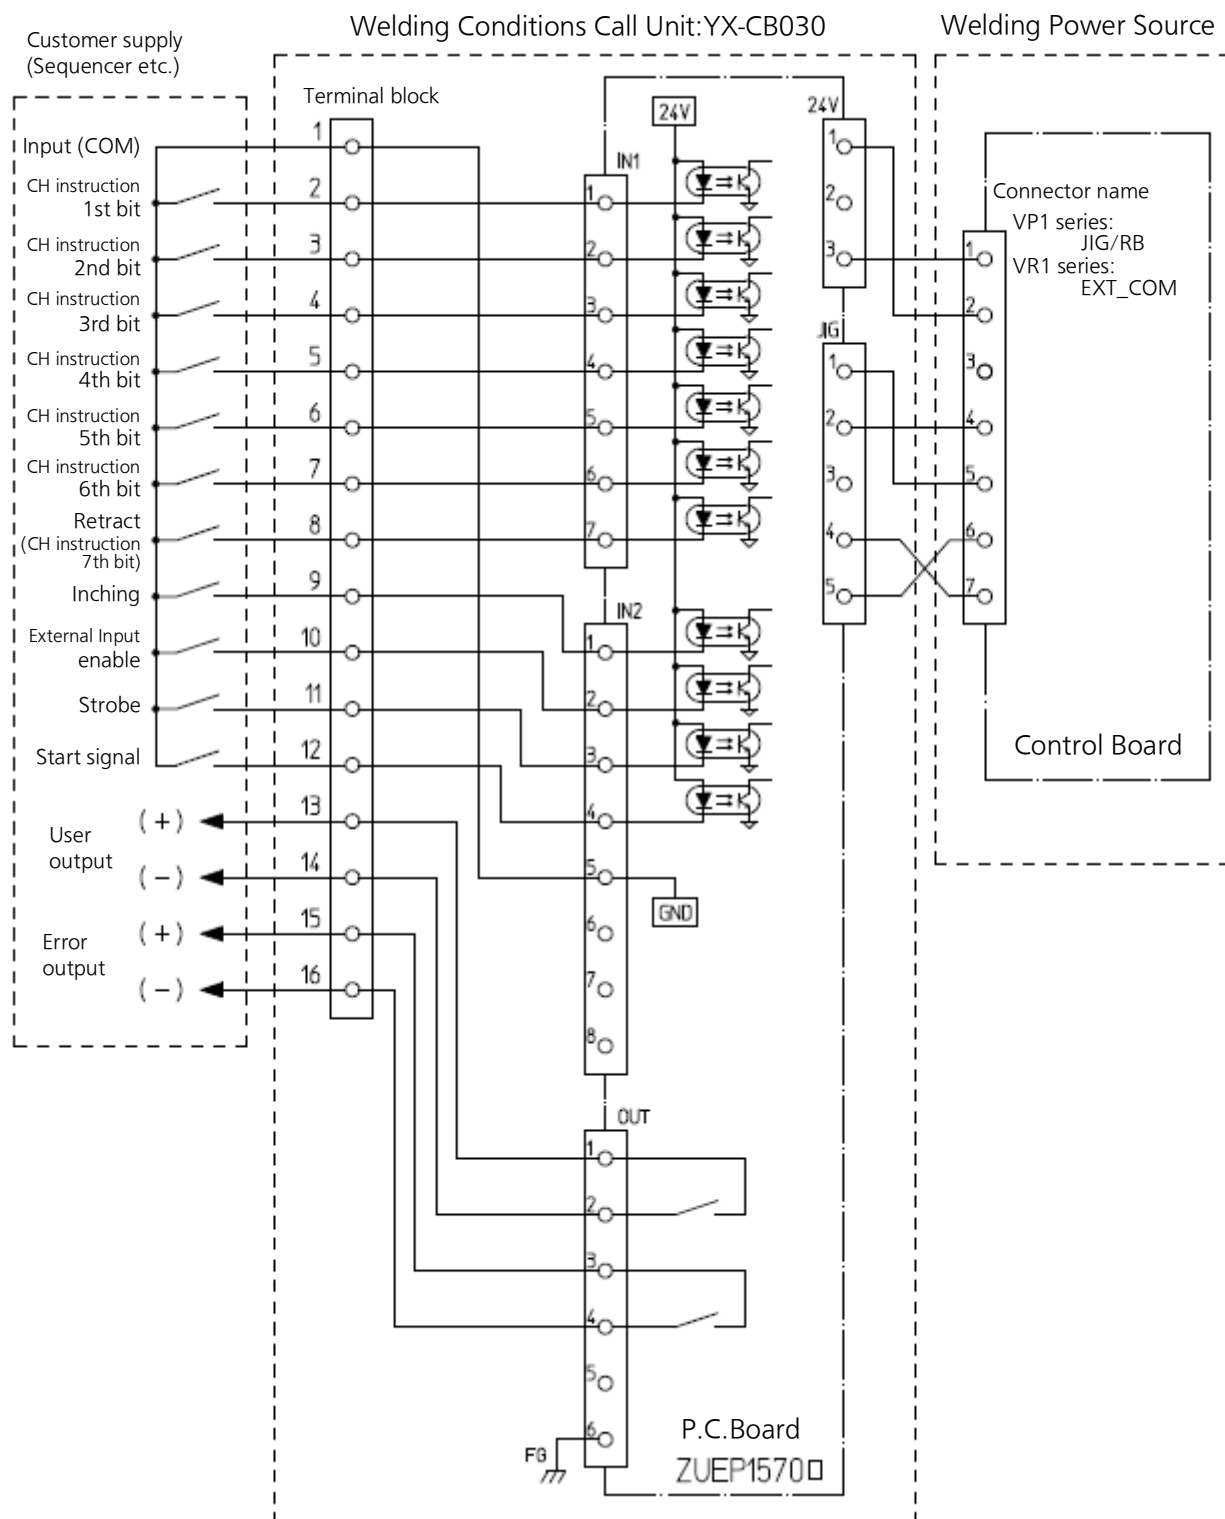 Welding Conditions Call Unit:YX-CB030
Welding Power Source
Customer supply
(Sequencer etc.)
Terminal block
Input (COM)
CH instruction
1st bit
CH instruction
2nd bit
CH instruction
3rd bit
CH instruction
4th bit
CH instruction
5th bit
CH instruction
6th bit
Retract
(CH instruction
7th bit)
Inching
External Input
enable
Strobe
Start signal
User
output
(+)
(-)
Error
output
(+)
(-)
1
2
3
4
5
6
7
8
9
10
11
12
13
14
15
16
24V
IN1
1
2
3
4
5
6
7
IN2
1
2
3
4
5
6
7
8
GND
OUT
1
2
3
4
5
6
FG
P.C.Board
ZUEP1570□
24V
1
2
3
JIG
1
2
3
4
5
Connector name
VP1 series:
JIG/RB
VR1 series:
EXT_COM
1
2
3
4
5
6
7
Control Board